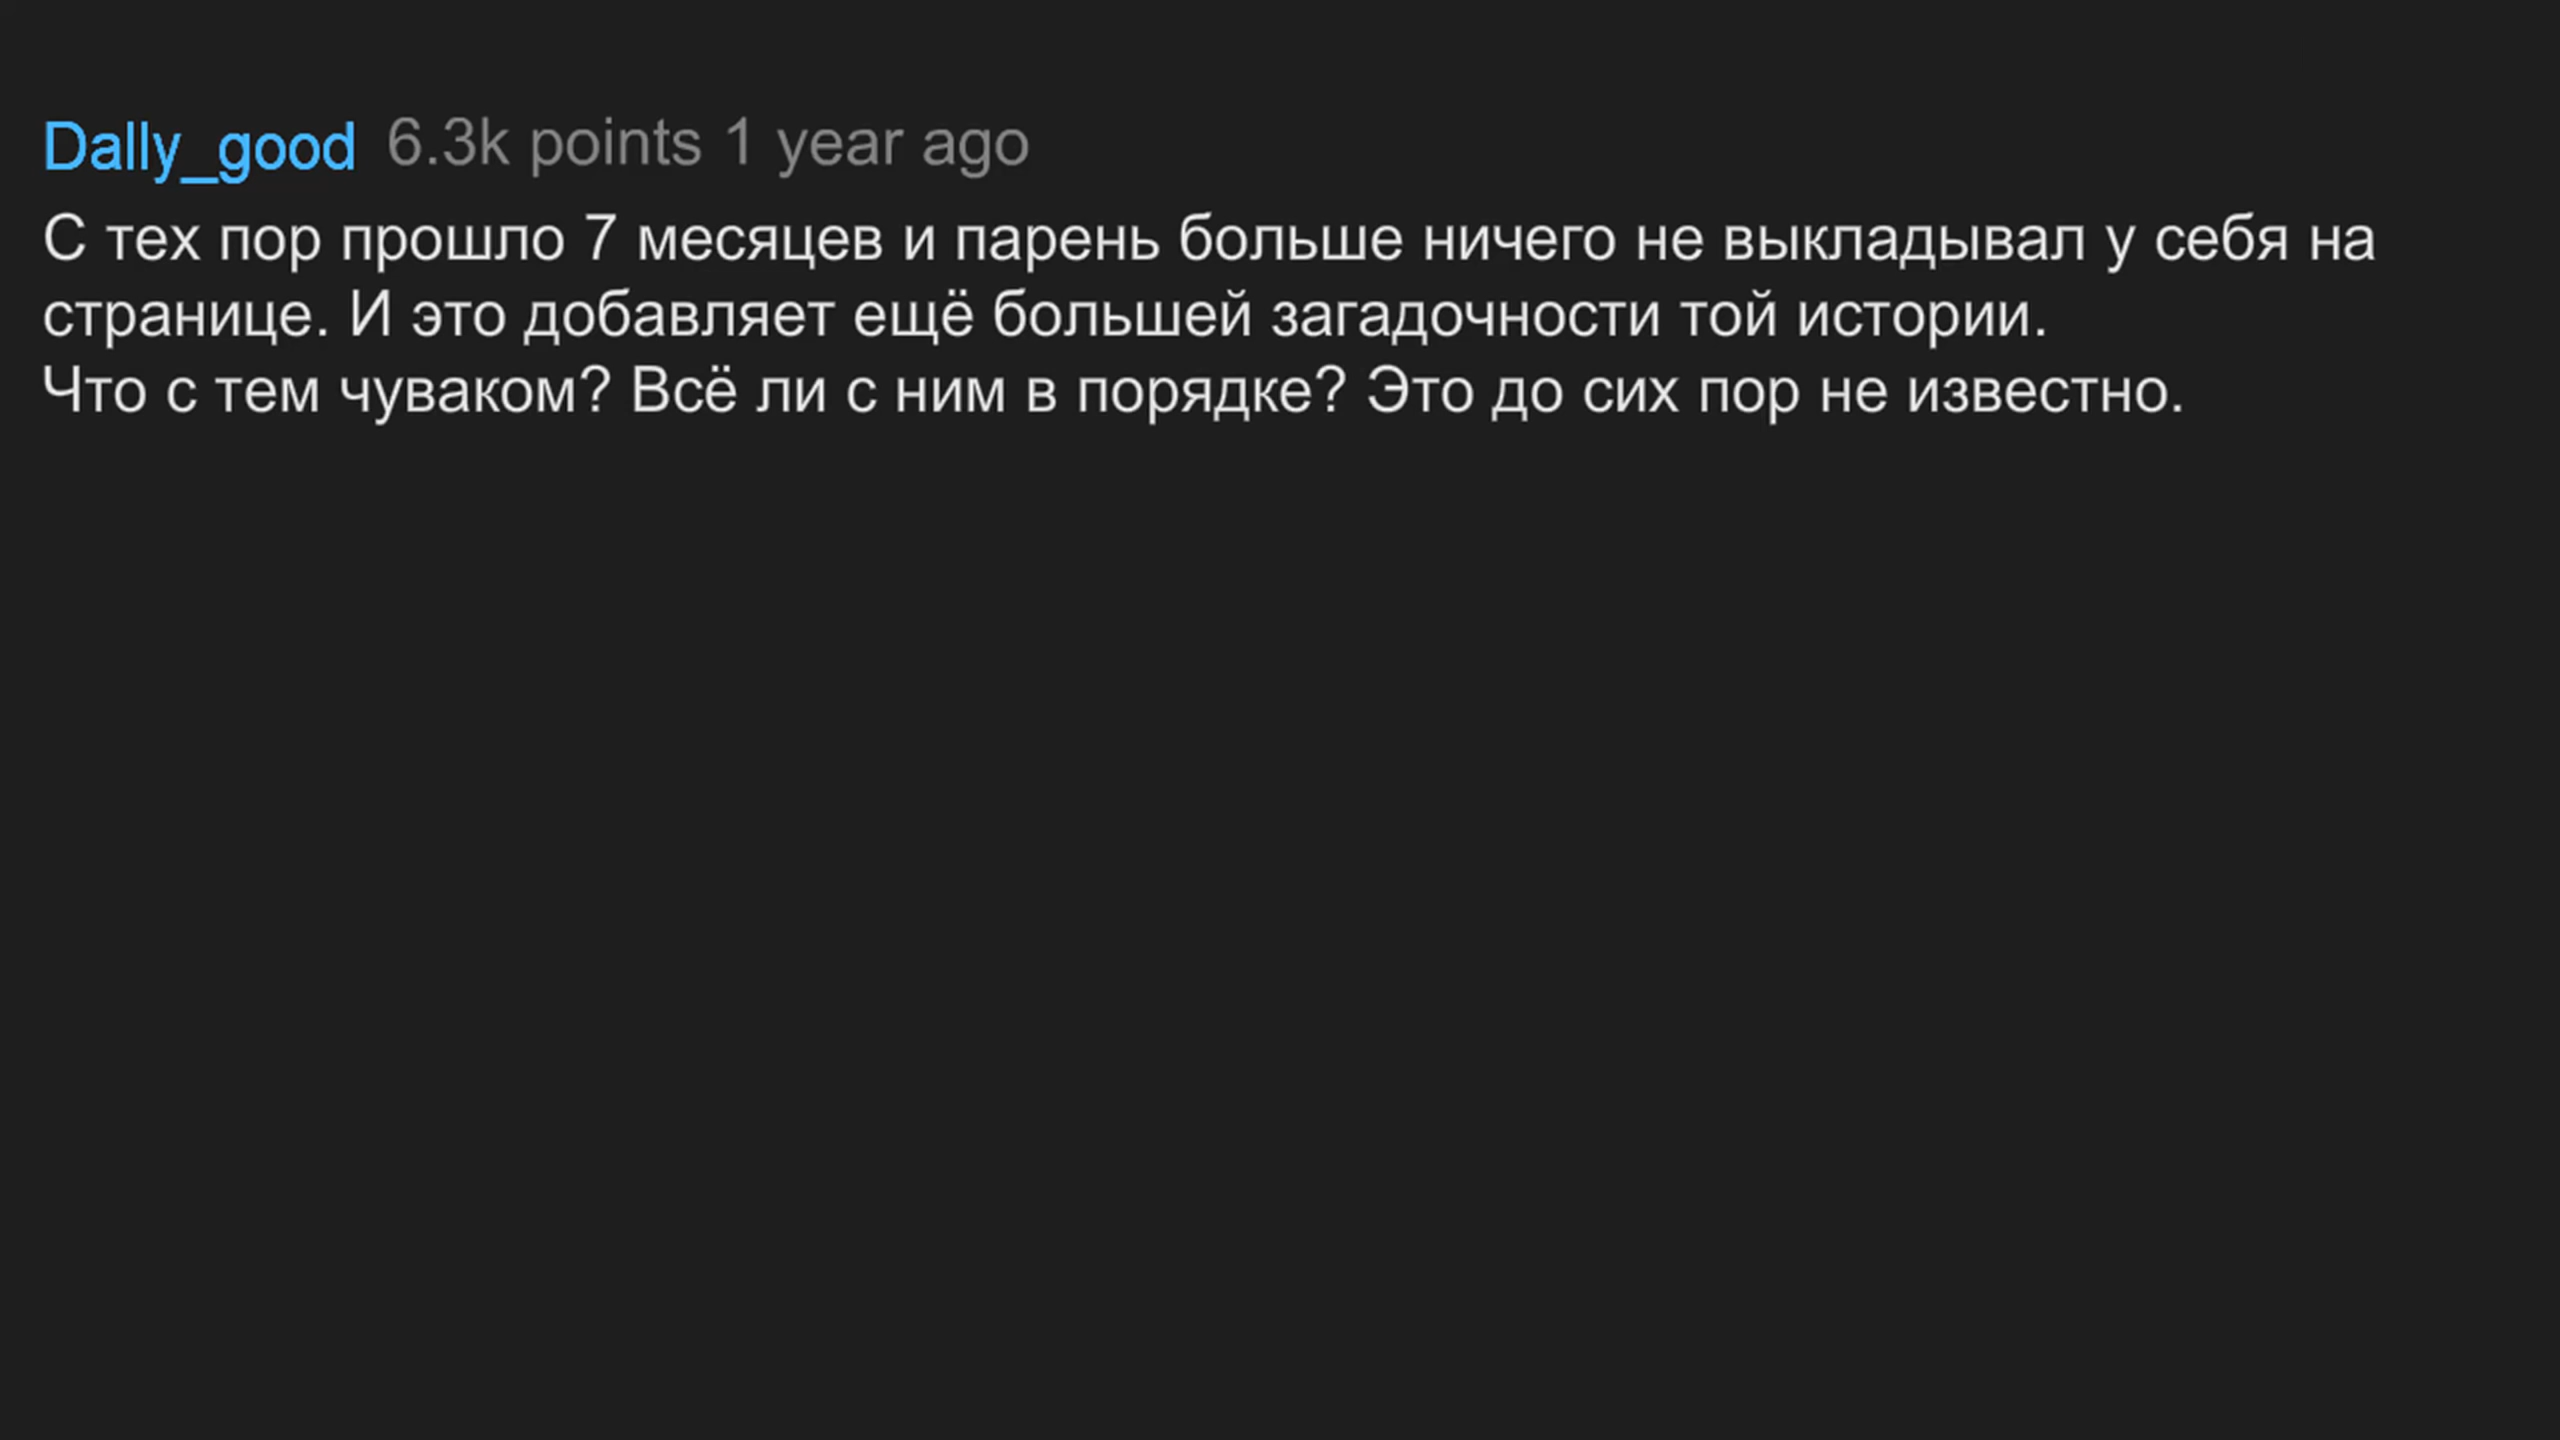 Dally_good 6.3k points 1 year ago
С тех пор прошло 7 месяцев и парень больше ничего не выкладывал у себя на
странице. И это добавляет ещё большей загадочности той истории.
Что с тем чуваком? Всё ли с ним в порядке? Это до сих пор не известно.